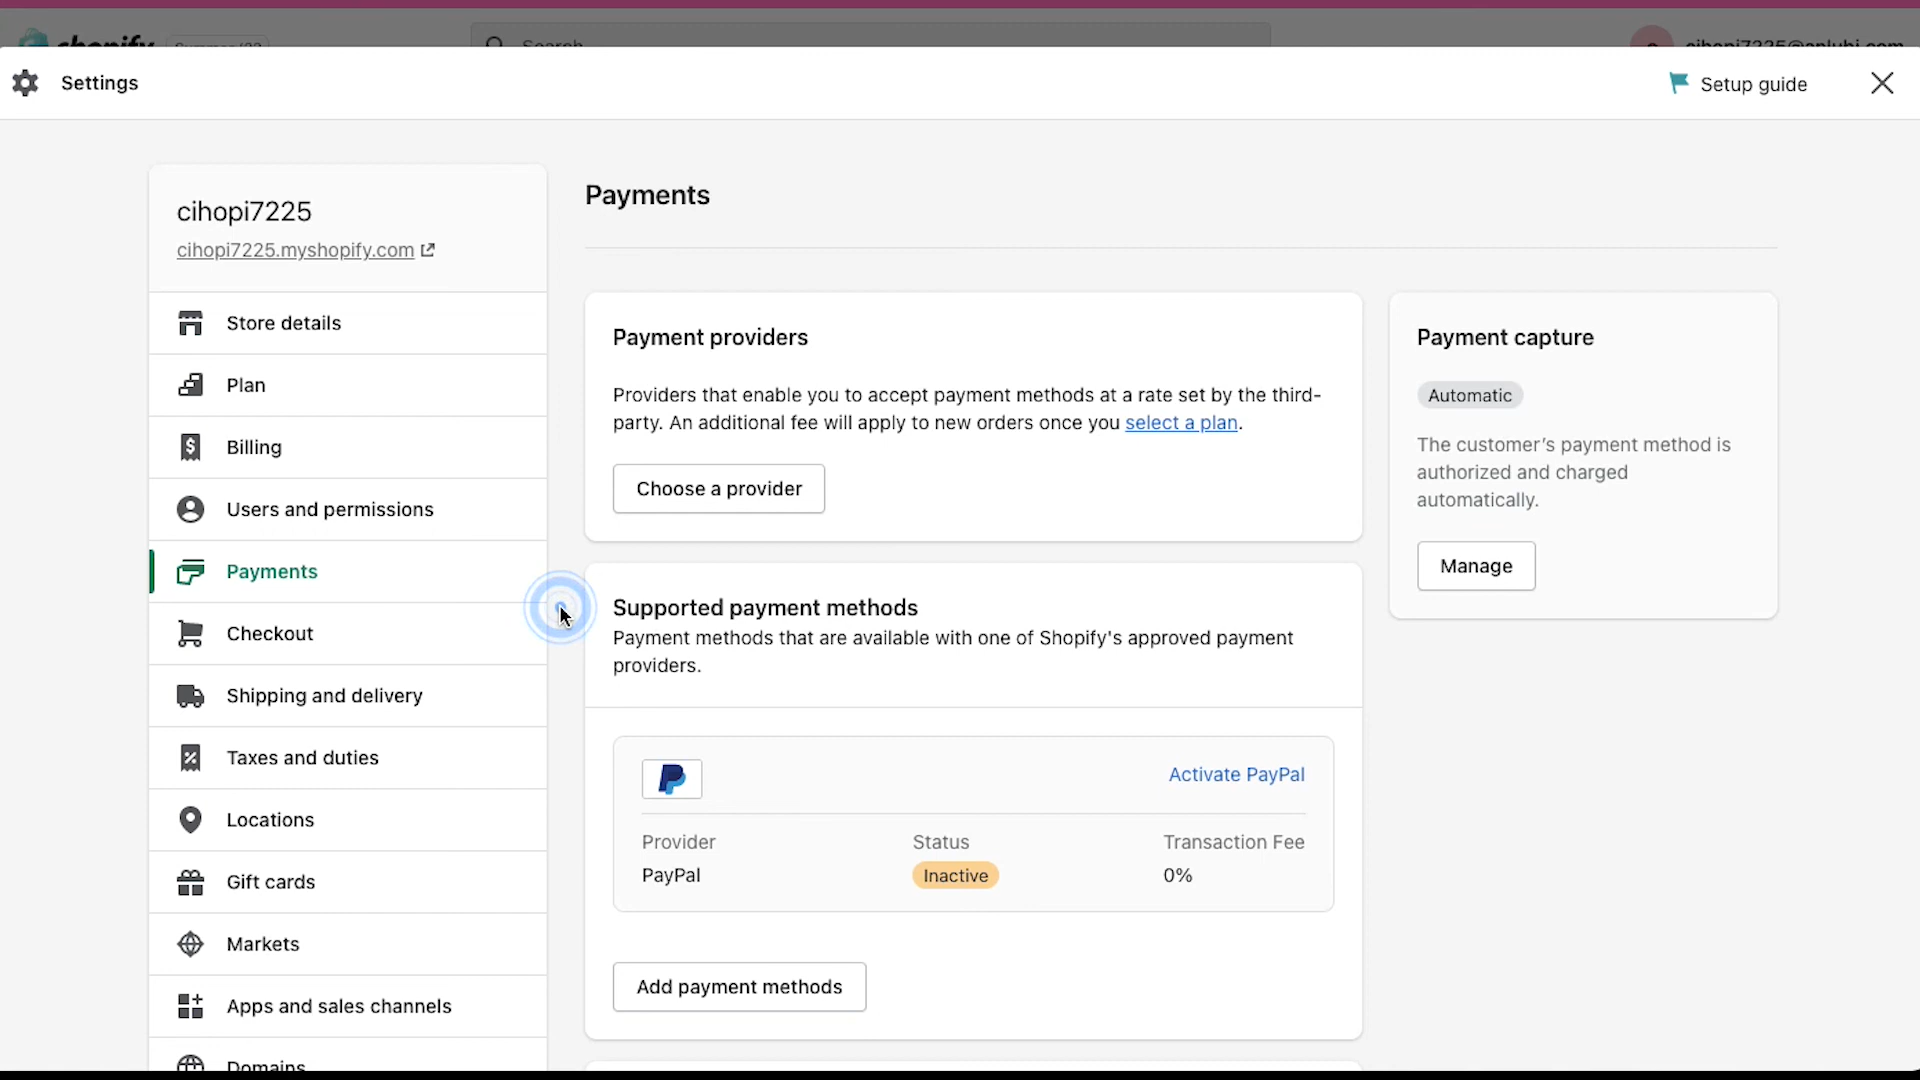 shopify
Search
cihopi7225@
Settings
Setup guide
cihopi7225
cihopi7225.myshopify.com
Store details
Plan
Billing
Users and permissions
Payments
Checkout
Shipping and delivery
Taxes and duties
Locations
Gift cards
Markets
Apps and sales channels
Domains
Payments
Payment providers
Providers that enable you to accept payment methods at a rate set by the third-
party. An additional fee will apply to new orders once you select a plan.
Choose a provider
Supported payment methods
Payment methods that are available with one of Shopify's approved payment
providers.
Activate PayPal
Provider
Status
Transaction Fee
PayPal
Inactive
0%
Add payment methods
Payment capture
Automatic
The customer’s payment method is
authorized and charged
automatically.
Manage